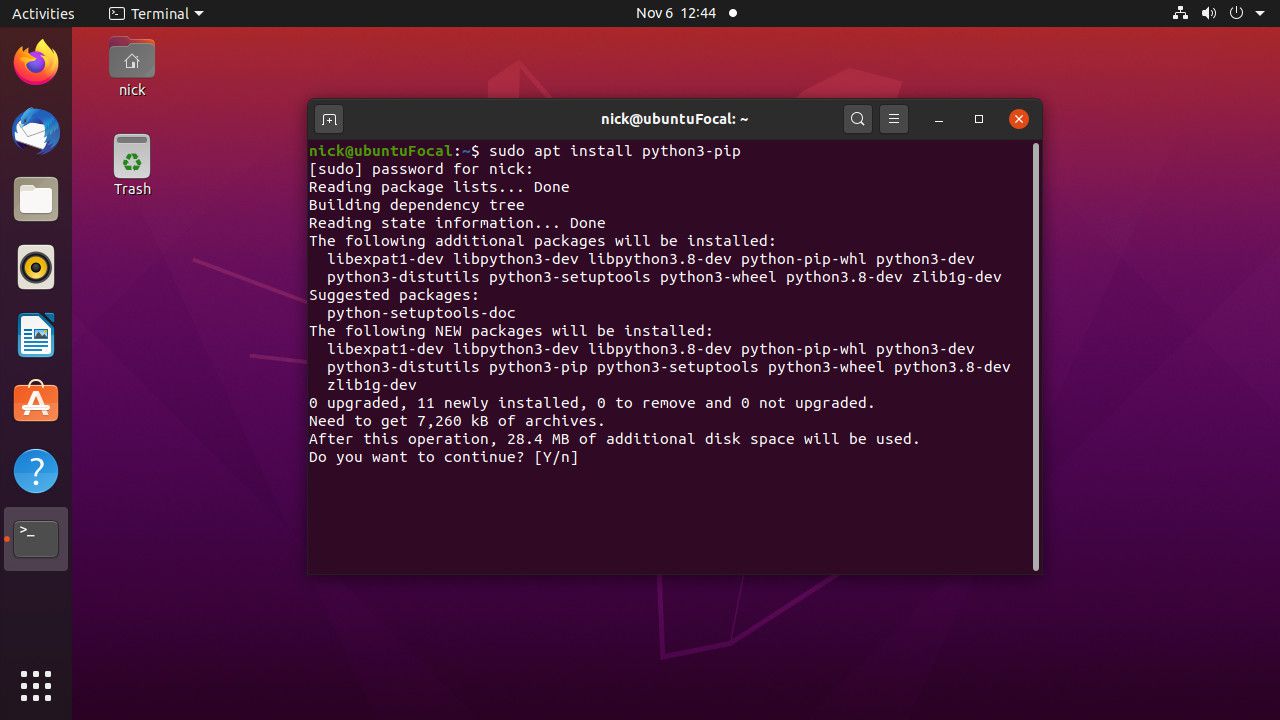 Activities
Terminal
Nov 6 12:44
nick
Trash
nick@ubuntuFocal: ~
nick@ubuntuFocal:~$ sudo apt install python3-pip
[sudo] password for nick:
Reading package lists... Done
Building dependency tree
Reading state information... Done
The following additional packages will be installed:
libexpat1-dev libpython3-dev libpython3.8-dev python-pip-whl python3-dev
python3-distutils python3-setuptools python3-wheel python3.8-dev zlib1g-dev
Suggested packages:
python-setuptools-doc
The following NEW packages will be installed:
libexpat1-dev libpython3-dev libpython3.8-dev python-pip-whl python3-dev
python3-distutils python3-pip python3-setuptools python3-wheel python3.8-dev
zlib1g-dev
0 upgraded, 11 newly installed, 0 to remove and 0 not upgraded.
Need to get 7,260 kB of archives.
After this operation, 28.4 MB of additional disk space will be used.
Do you want to continue? [Y/n]